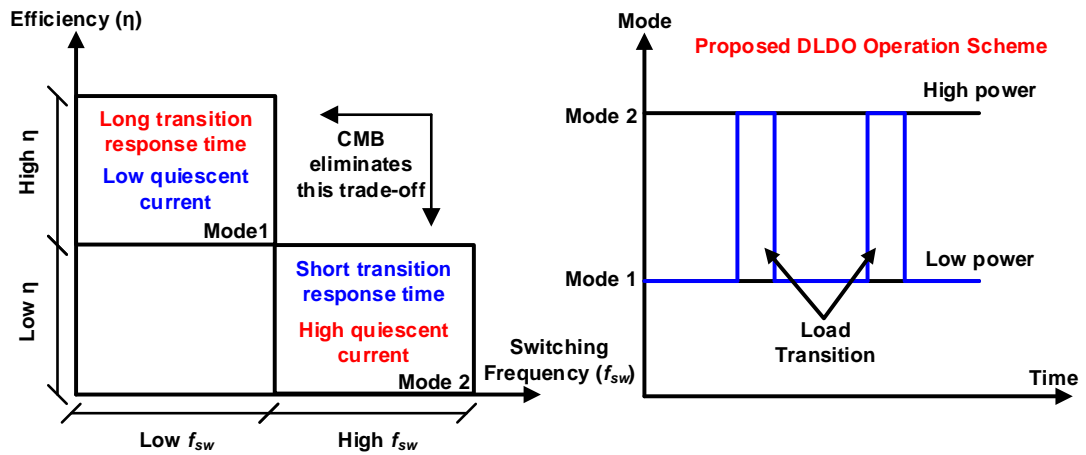 Efficiency (η)
High η
Low η
Long transition
response time
Low quiescent
current
Mode1
CMB
eliminates
this trade-off
Short transition
response time
High quiescent
current
Mode 2
Switching
Frequency (fsw)
Low fsw
High fsw
Mode
Proposed DLDO Operation Scheme
High power
Mode 2
Low power
Mode 1
Load
Transition
Time